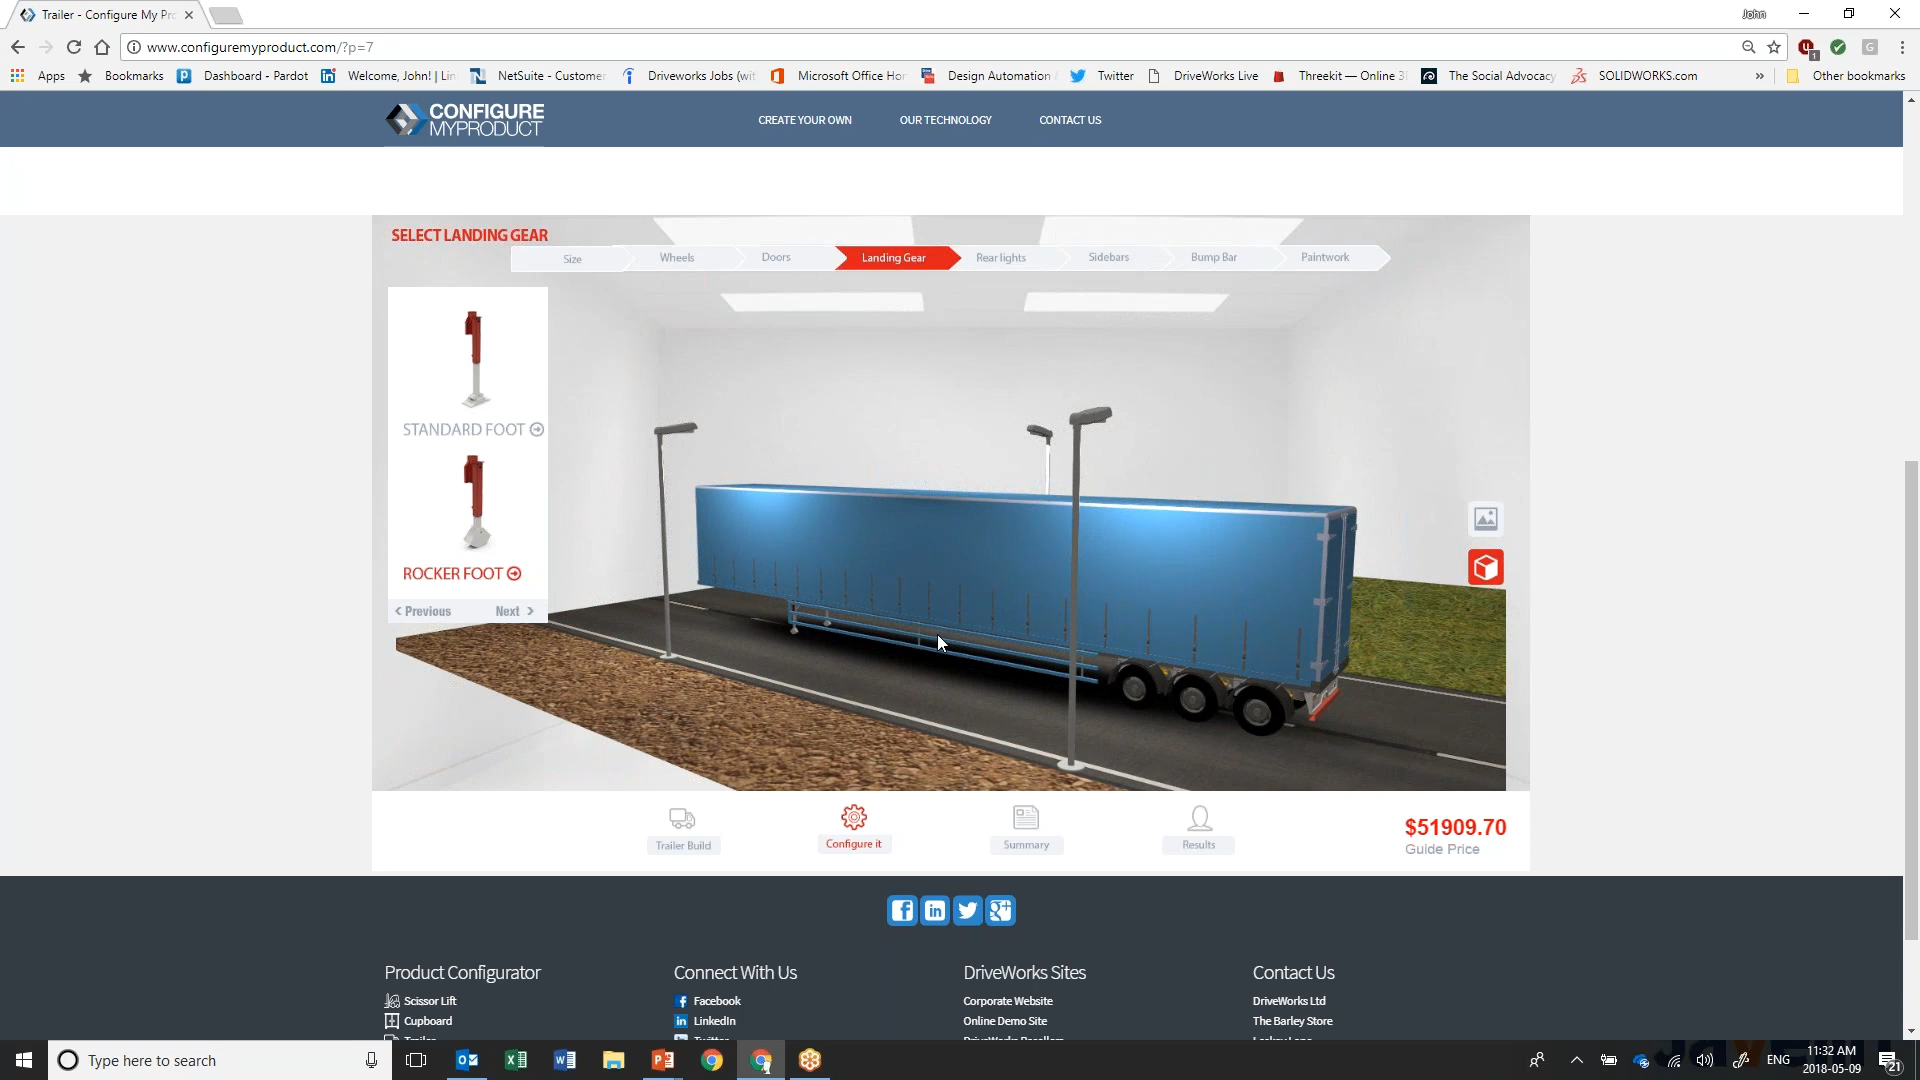 Trailer - Configure My Pr
John
www.configuremyproduct.com/?p=7
Apps
Bookmarks
Dashboard - Pardot
Welcome, John! | Lin
NetSuite - Customer
Driveworks Jobs (wit
Microsoft Office Hor
Design Automation
Twitter
DriveWorks Live
Threekit — Online 3
The Social Advocacy
SOLIDWORKS.com
»
Other bookmarks
CONFIGURE
MYPRODUCT
CREATE YOUR OWN
OUR TECHNOLOGY
CONTACT US
SELECT LANDING GEAR
Size
Wheels
Doors
Landing Gear
Rear lights
Sidebars
Bump Bar
Paintwork
STANDARD FOOT
ROCKER FOOT
< Previous
Next >
Trailer Build
Configure it
Summary
Results
$51909.70
Guide Price
Product Configurator
Scissor Lift
Cupboard
Trailer
Connect With Us
Facebook
LinkedIn
Twitter
DriveWorks Sites
Corporate Website
Online Demo Site
DriveWorks Resellers
Contact Us
DriveWorks Ltd
The Barley Store
Type here to search
ENG
11:32 AM
2018-05-09
21